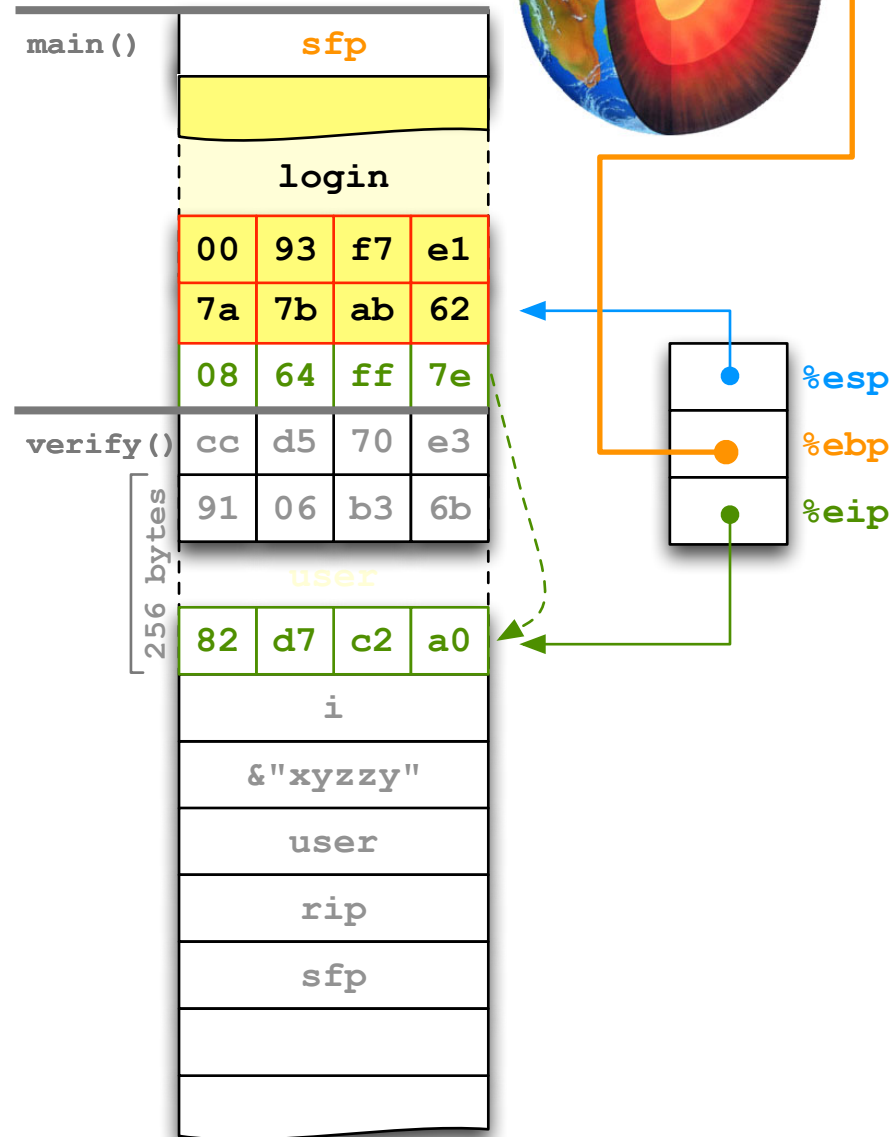 main() sfp
login
00 93 f7 e1
7a 7b ab 62
08 64 ff 7e %esp
verify() cc d5 70 e3 %ebp
91 06 b3 6b %eip
256 bytes
user
82 d7 c2 a0
i
&"xyzzy"
user
rip
sfp